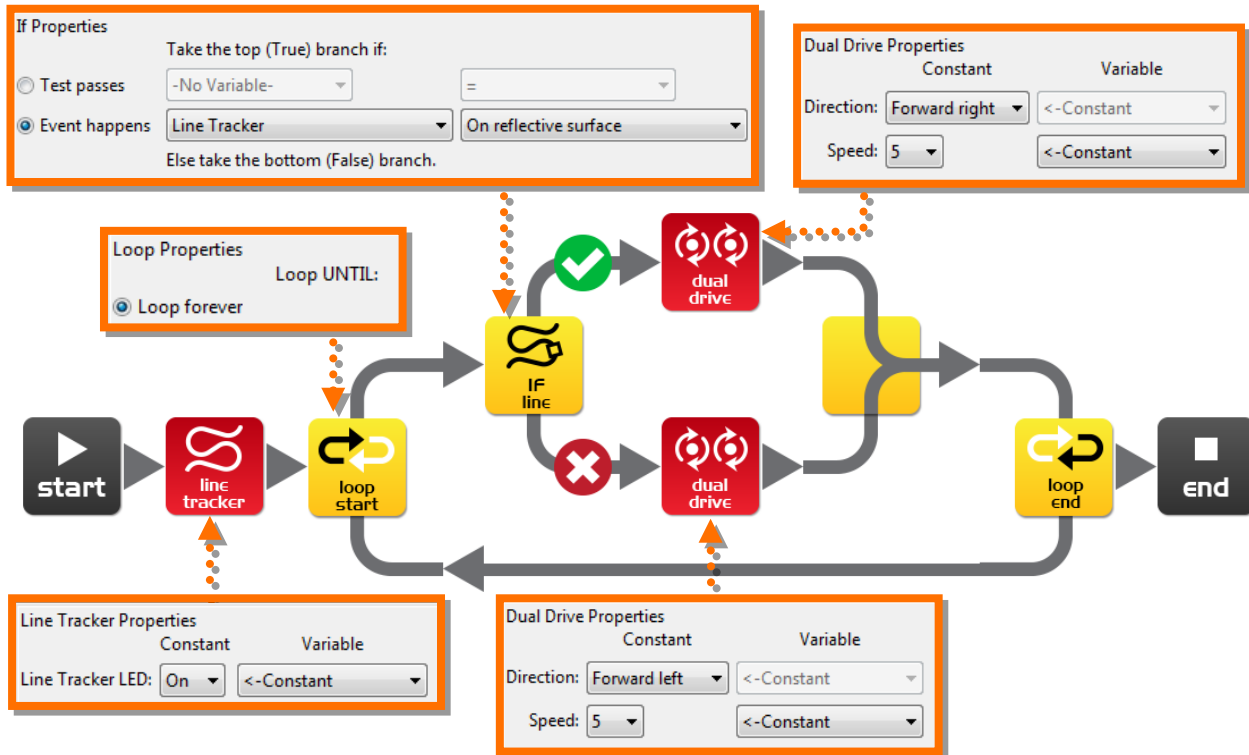 If Properties
Take the top (True) branch if:
Test passes -No Variable- =
Event happens Line Tracker On reflective surface
Else take the bottom (False) branch.
Dual Drive Properties
Constant Variable
Direction: Forward right <-Constant
Speed: 5 <-Constant
Loop Properties
Loop UNTIL:
Loop forever
dual
drive
IF
line
start
line
tracker
loop
start
dual
drive
loop
end
end
Line Tracker Properties
Constant Variable
Line Tracker LED: On <-Constant
Dual Drive Properties
Constant Variable
Direction: Forward left <-Constant
Speed: 5 <-Constant